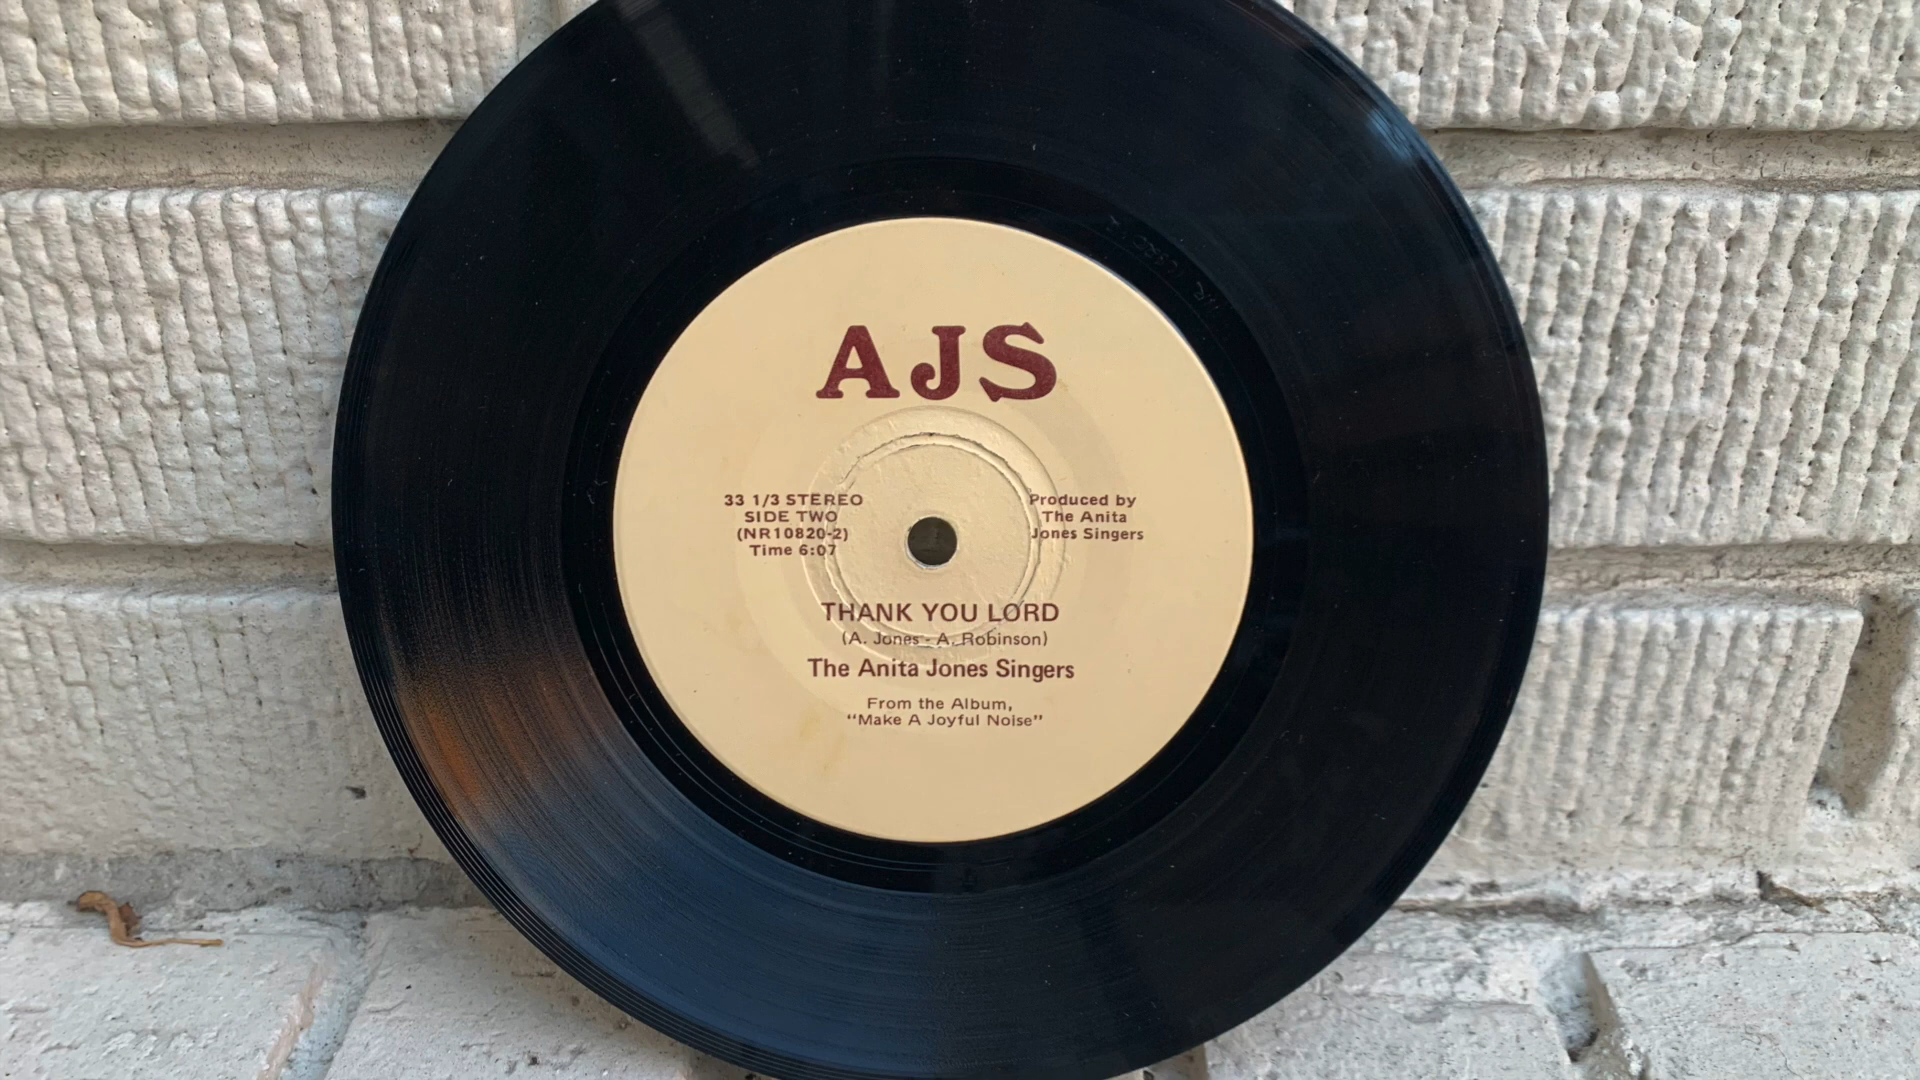 AJS
33 1/3 STEREO
SIDE TWO
(NR10820-2)
Time 6:07
Produced by
The Anita
Jones Singers
THANK YOU LORD
(A. Jones - A. Robinson)
The Anita Jones Singers
From the Album,
"Make A Joyful Noise"